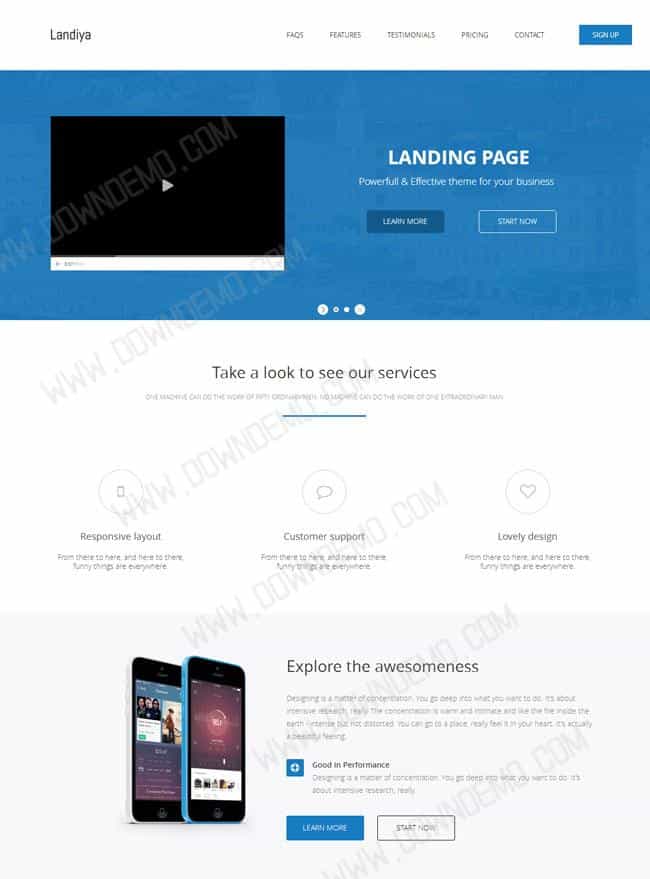 Landiya
FAQS FEATURES TESTIMONIALS PRICING CONTACT SIGN UP
LANDING PAGE
Powerfull & Effective theme for your business
LEARN MORE START NOW
Take a look to see our services
ONE MACHINE CAN DO THE WORK OF FIFTY ORDINARY MEN. NO MACHINE CAN DO THE WORK OF ONE EXTRAORDINARY MAN
Responsive layout
From there to here, and here to there,
funny things are everywhere.
Customer support
From there to here, and here to there,
funny things are everywhere.
Lovely design
From there to here, and here to there,
funny things are everywhere.
Explore the awesomeness
Designing is a matter of concentration. You go deep into what you want to do. It's about
intensive research, really. The concentration is warm and intimate and like the fire inside the
earth - intense but not distorted. You can go to a place, really feel it in your heart. It's actually
a beautiful feeling.
Good in Performance
Designing is a matter of concentration. You go deep into what you want to do. It's
about intensive research, really.
LEARN MORE START NOW
WWW.DOWNDEMO.COM
WWW.DOWNDEMO.COM
WWW.DOWNDEMO.COM
WWW.DOWNDEMO.COM
WWW.DOWNDEMO.COM
WWW.DOWNDEMO.COM